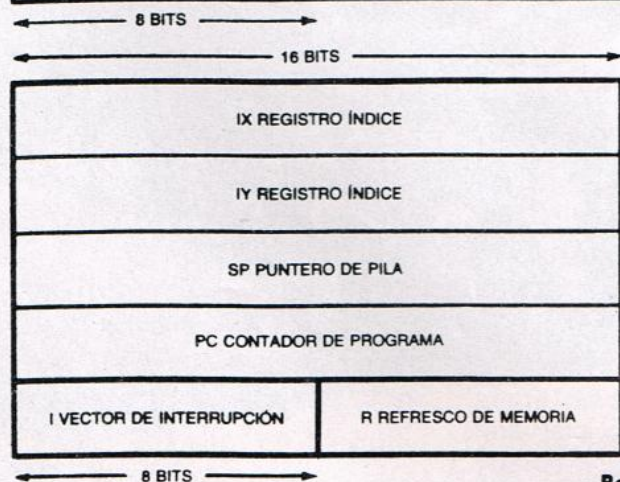 8 BITS
16 BITS
IX REGISTRO ÍNDICE
IY REGISTRO ÍNDICE
SP PUNTERO DE PILA
PC CONTADOR DE PROGRAMA
I VECTOR DE INTERRUPCIÓN R REFRESCO DE MEMORIA
8 BITS